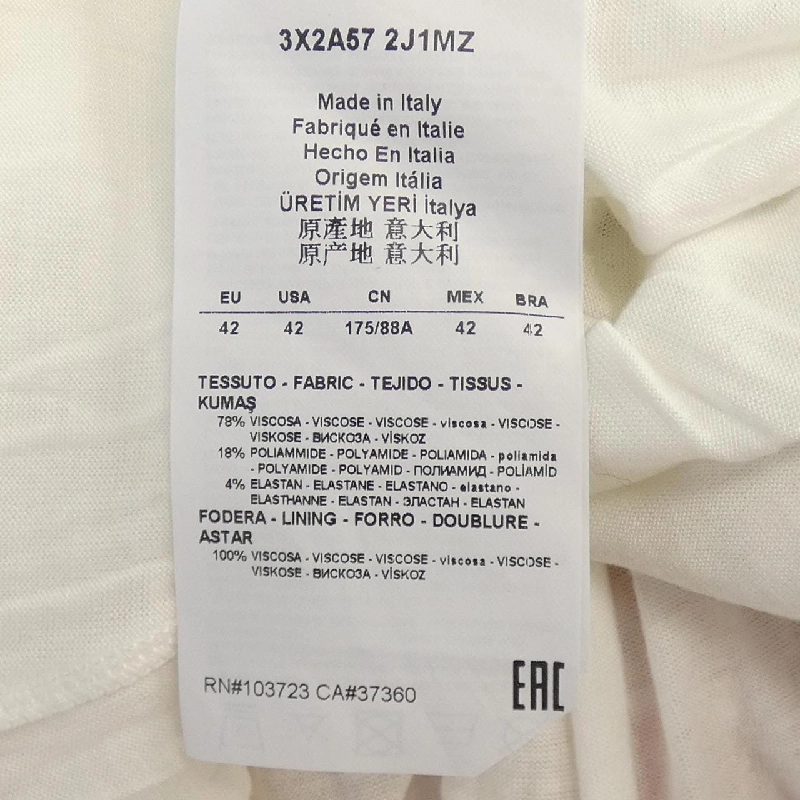 3X2A57 2J1MZ
Made in Italy
Fabriqué en Italie
Hecho En Italia
Origem Itália
ÜRETİM YERİ italya
原產地 意大利
原产地 意大利
EU USA CN MEX BRA
42 42 175/88A 42 42
TESSUTO - FABRIC - TEJIDO - TISSUS -
KUMAŞ
78% VISCOSA - VISCOSE - VISCOSE - viscosa - VISCOSE -
VISKOSE - ВИСКОЗА - VİSKOZ
18% POLIAMMIDE - POLYAMIDE - POLIAMIDA - poliamida
- POLYAMIDE - POLYAMID - ПОЛИАМИД - POLİAMİD
4% ELASTAN - ELASTANE - ELASTANO - elastano -
ELASTHANNE - ELASTAN - ЭЛАСТАН - ELASTAN
FODERA - LINING - FORRO - DOUBLURE -
ASTAR
100% VISCOSA - VISCOSE - VISCOSE - viscosa - VISCOSE -
VISKOSE - ВИСКОЗА - VİSKOZ
RN#103723 CA#37360
EAC